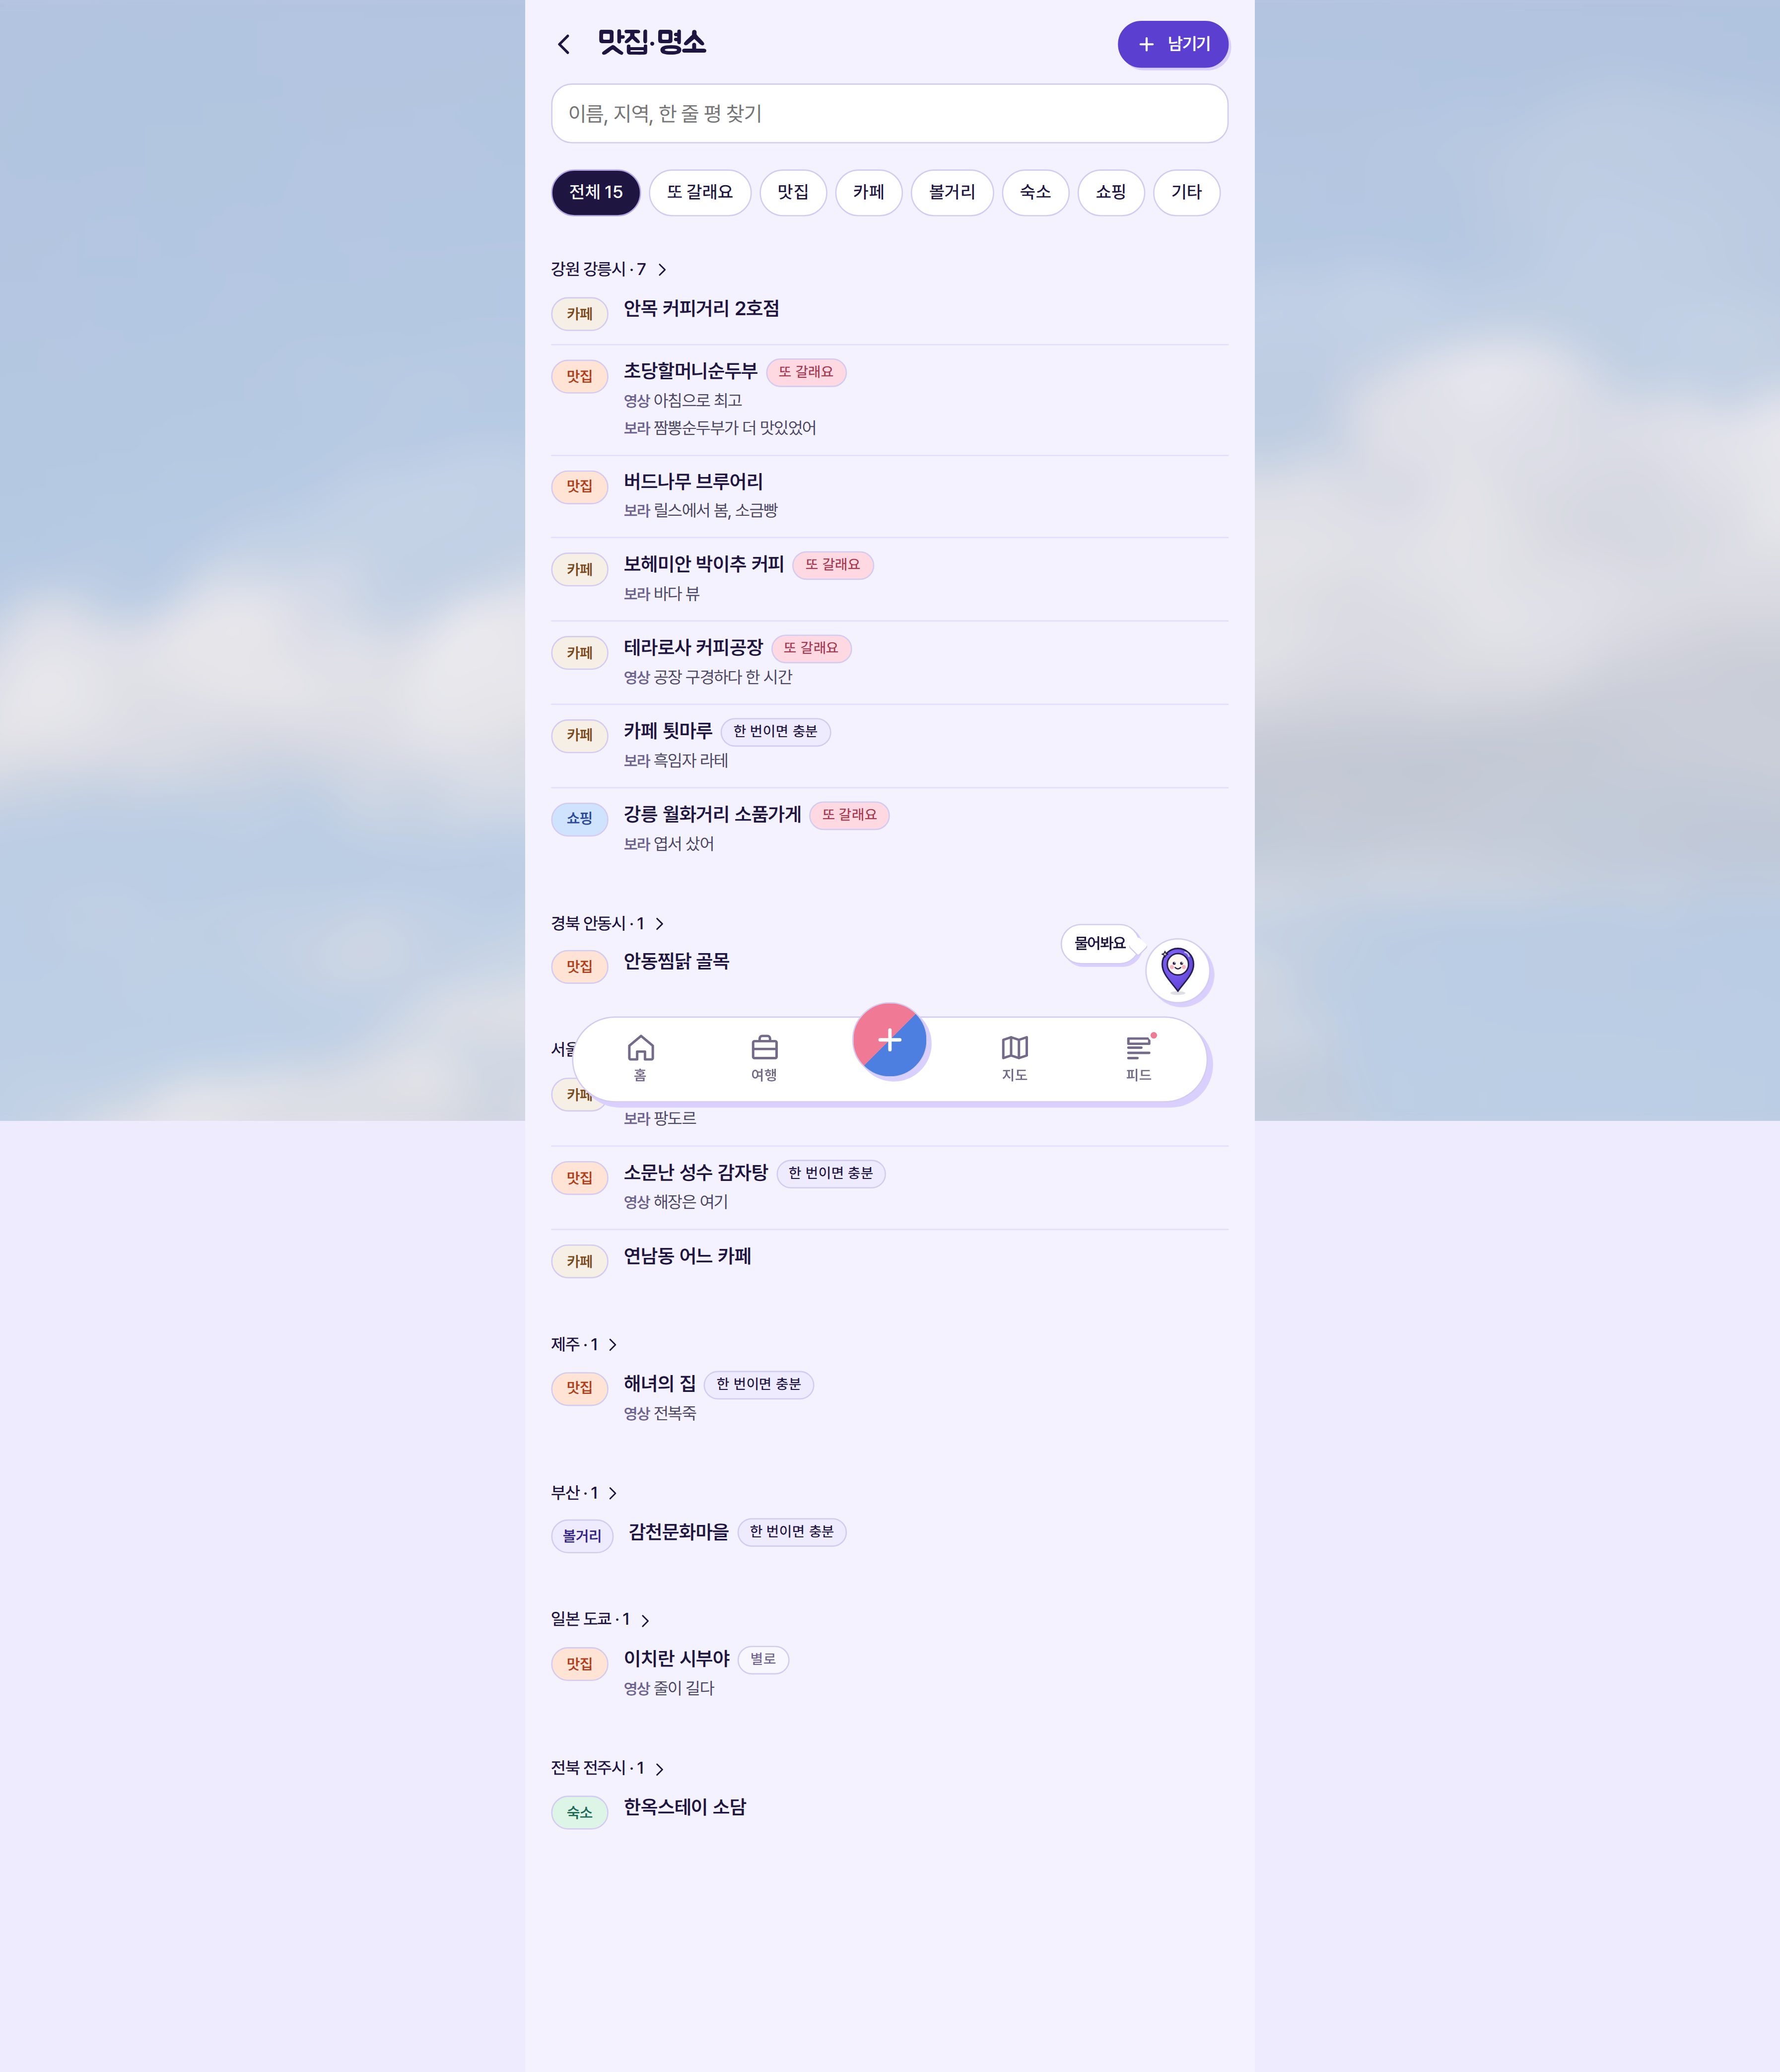 맛집·명소
+ 남기기
이름, 지역, 한 줄 평 찾기
전체 15 또 갈래요 맛집 카페 볼거리 숙소 쇼핑 기타
강원 강릉시 · 7
카페 안목 커피거리 2호점
맛집 초당할머니순두부 또 갈래요
영상 아침으로 최고
보라 짬뽕순두부가 더 맛있었어
맛집 버드나무 브루어리
보라 릴스에서 봄, 소금빵
카페 보헤미안 박이추 커피 또 갈래요
보라 바다 뷰
카페 테라로사 커피공장 또 갈래요
영상 공장 구경하다 한 시간
카페 카페 툇마루 한 번이면 충분
보라 흑임자 라테
쇼핑 강릉 월화거리 소품가게 또 갈래요
보라 엽서 샀어
경북 안동시 · 1
물어봐요
맛집 안동찜닭 골목
홈 여행 지도 피드
카페
보라 팡도르
맛집 소문난 성수 감자탕 한 번이면 충분
영상 해장은 여기
카페 연남동 어느 카페
제주 · 1
맛집 해녀의 집 한 번이면 충분
영상 전복죽
부산 · 1
볼거리 감천문화마을 한 번이면 충분
일본 도쿄 · 1
맛집 이치란 시부야 별로
영상 줄이 길다
전북 전주시 · 1
숙소 한옥스테이 소담